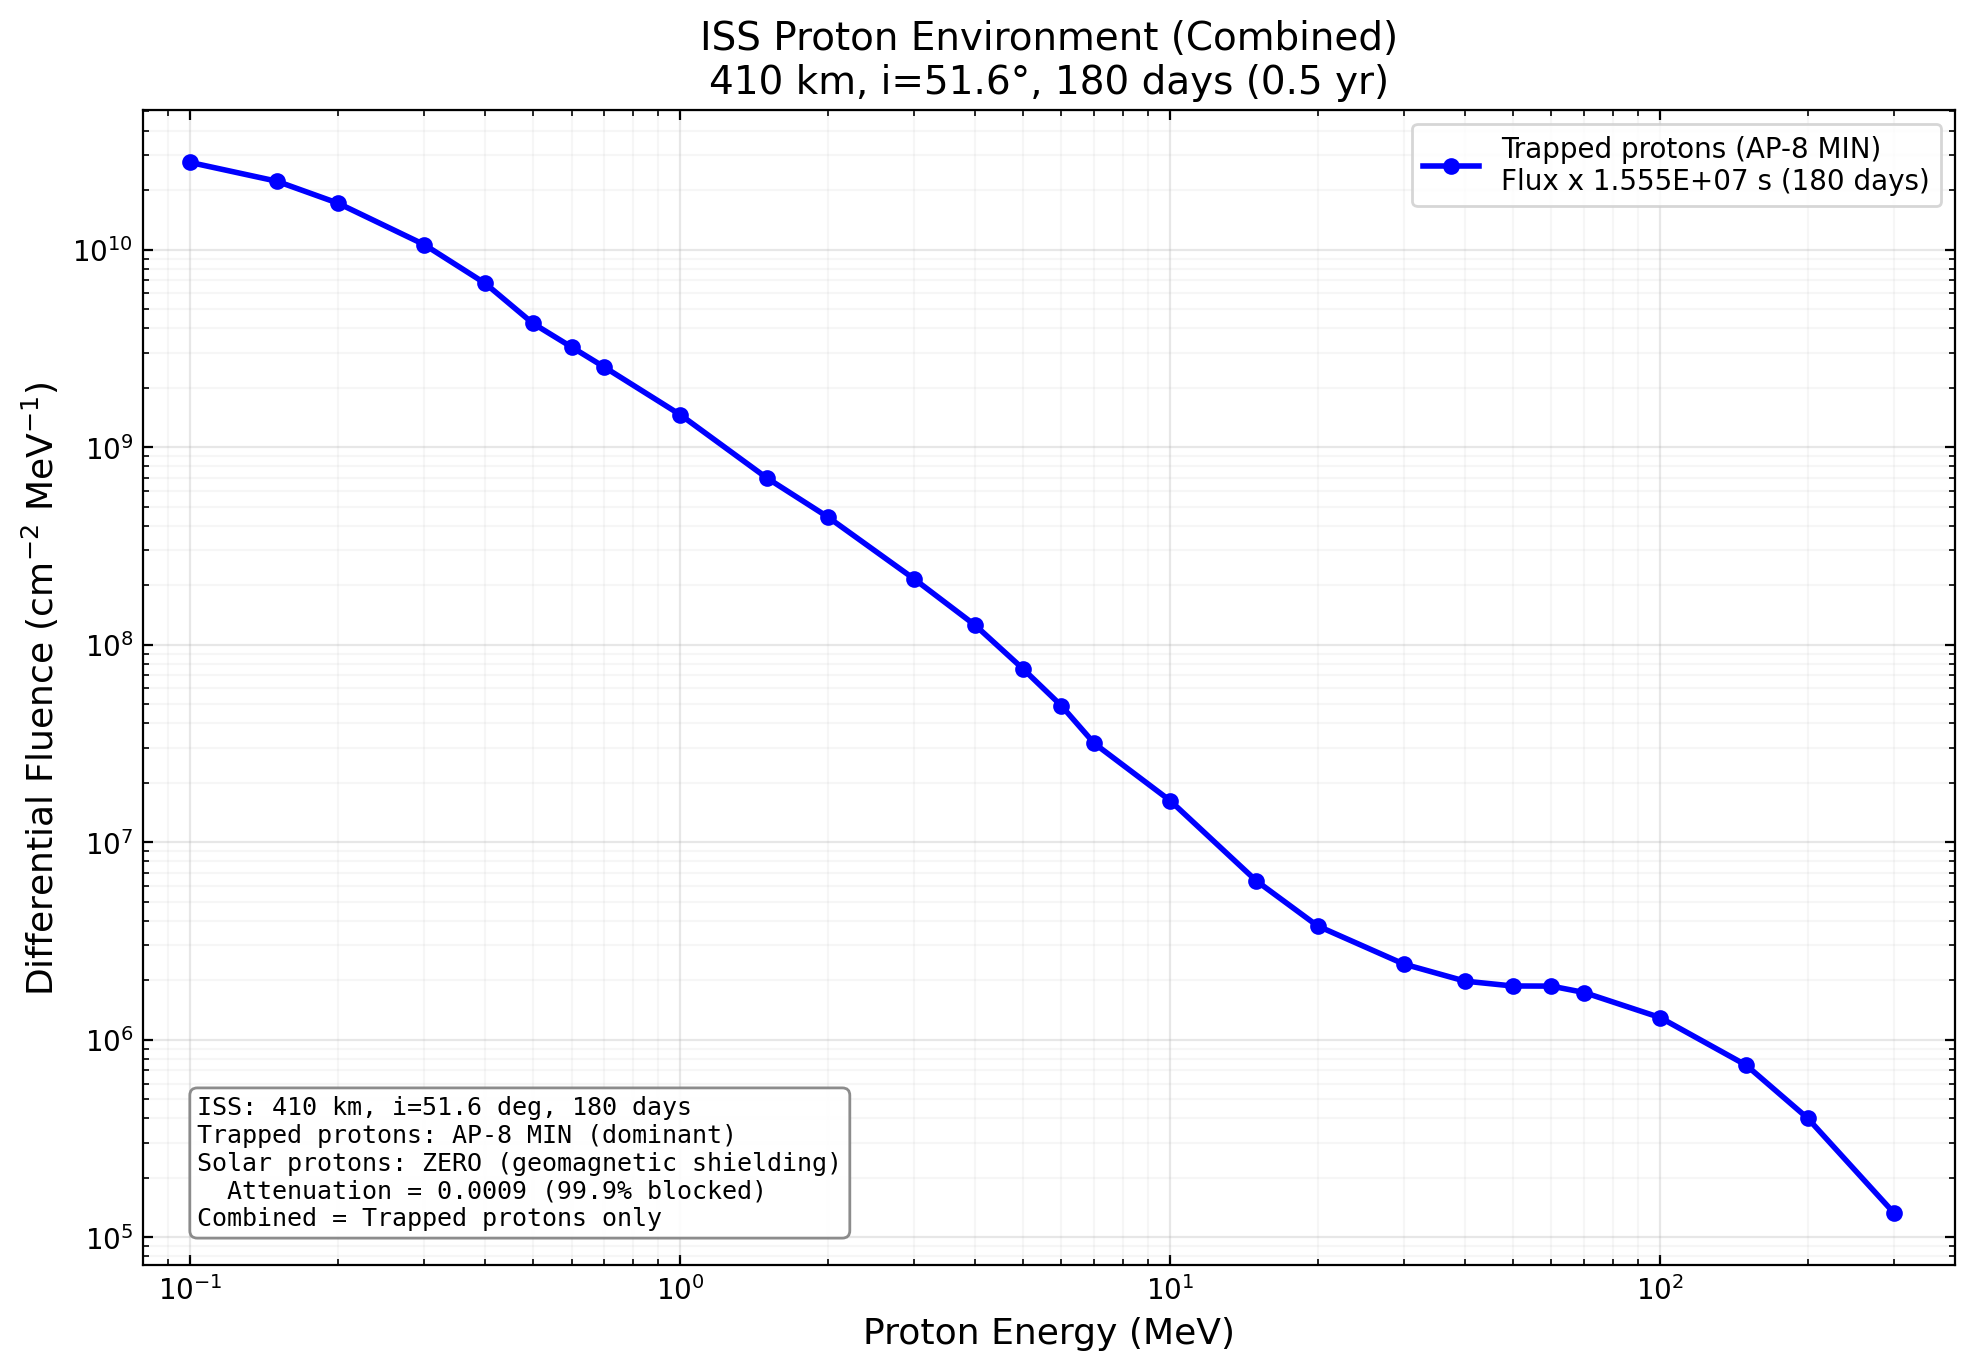 ISS Proton Environment (Combined)
410 km, i=51.6°, 180 days (0.5 yr)
Trapped protons (AP-8 MIN)
Flux x 1.555E+07 s (180 days)
Differential Fluence (cm⁻² MeV⁻¹)
10¹⁰
10⁹
10⁸
10⁷
10⁶
10⁵
ISS: 410 km, i=51.6 deg, 180 days
Trapped protons: AP-8 MIN (dominant)
Solar protons: ZERO (geomagnetic shielding)
Attenuation = 0.0009 (99.9% blocked)
Combined = Trapped protons only
10⁻¹ 10⁰ 10¹ 10²
Proton Energy (MeV)